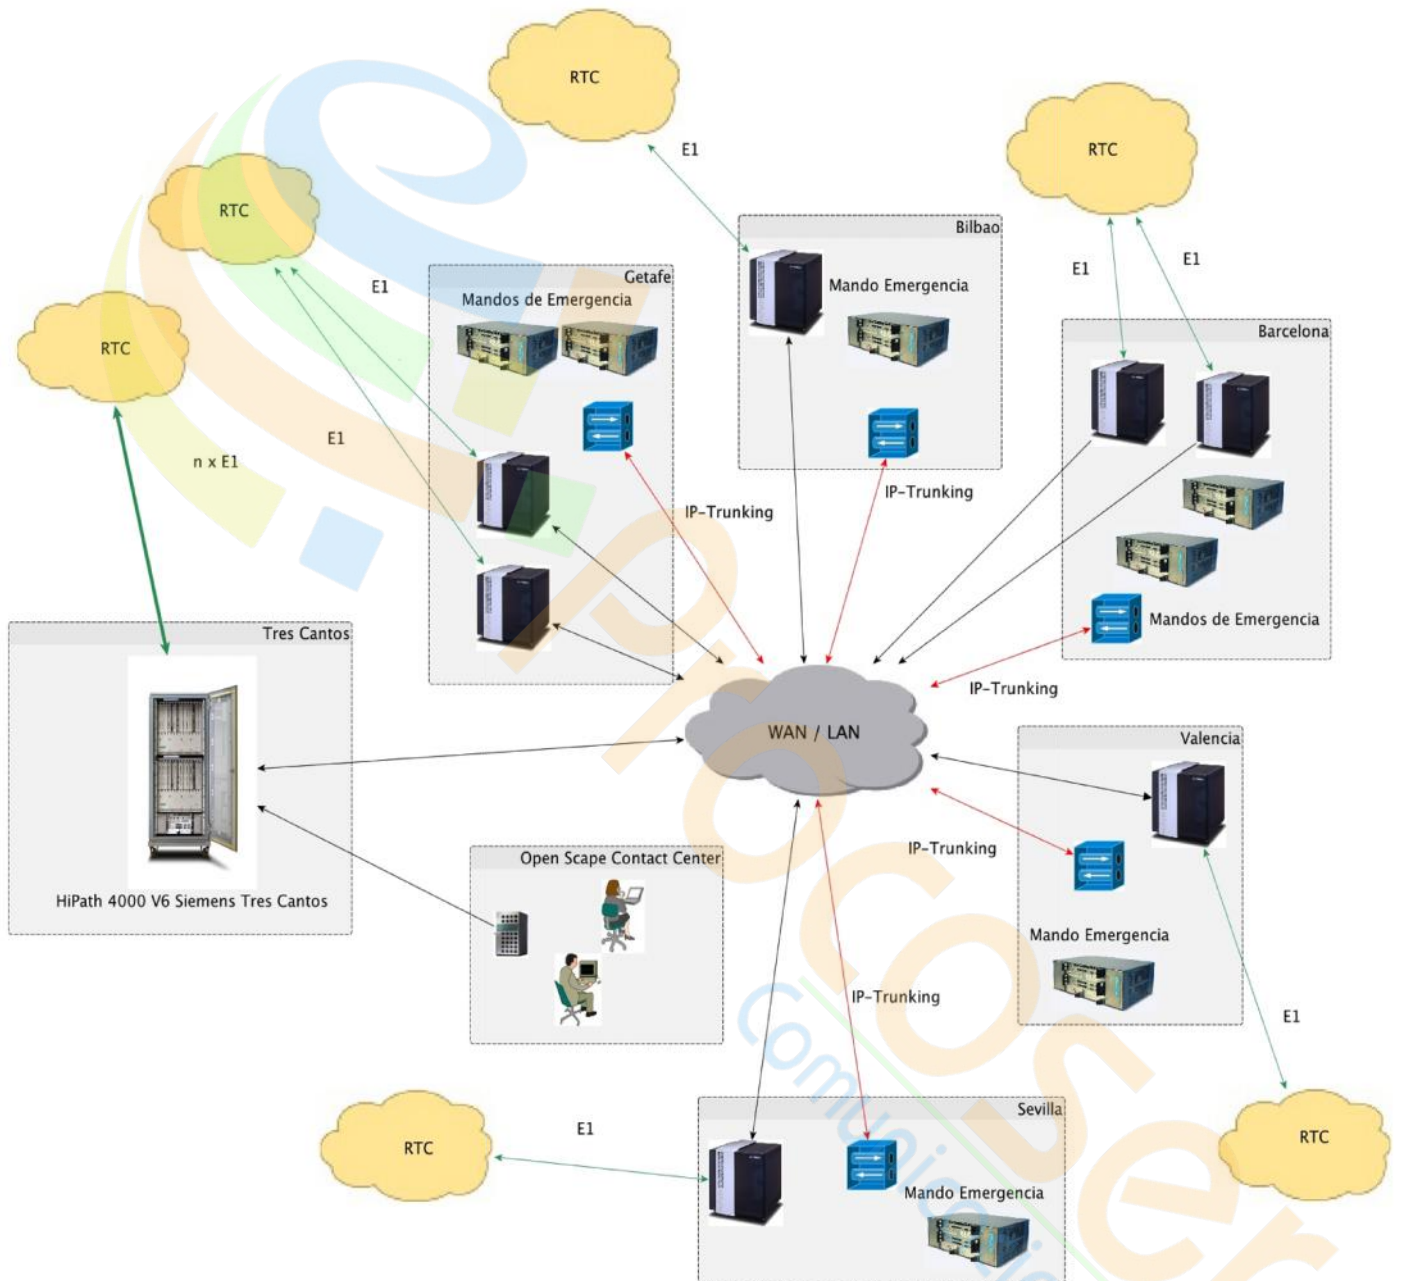 RTC
E1
RTC
RTC
Bilbao
E1
E1
Getafe
Mando Emergencia
E1
Mandos de Emergencia
RTC
Barcelona
E1
n x E1
IP-Trunking
IP-Trunking
Mandos de Emergencia
Tres Cantos
IP-Trunking
WAN / LAN
Valencia
HiPath 4000 V6 Siemens Tres Cantos
Open Scape Contact Center
IP-Trunking
Mando Emergencia
IP-Trunking
E1
Sevilla
E1
RTC
RTC
Mando Emergencia
Procoser